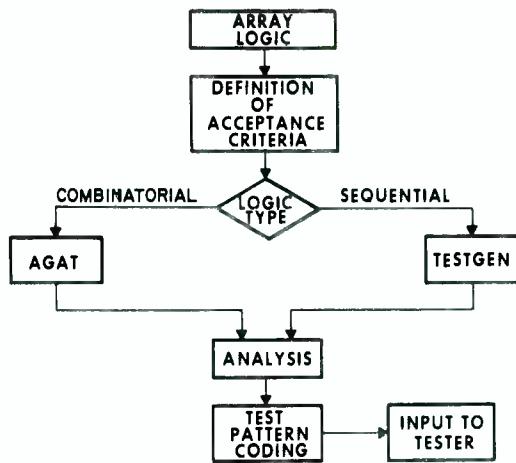 ARRAY
LOGIC
DEFINITION
OF
ACCEPTANCE
CRITERIA
COMBINATORIAL
LOGIC
TYPE
SEQUENTIAL
AGAT
TESTGEN
ANALYSIS
TEST
PATTERN
CODING
INPUT TO
TESTER